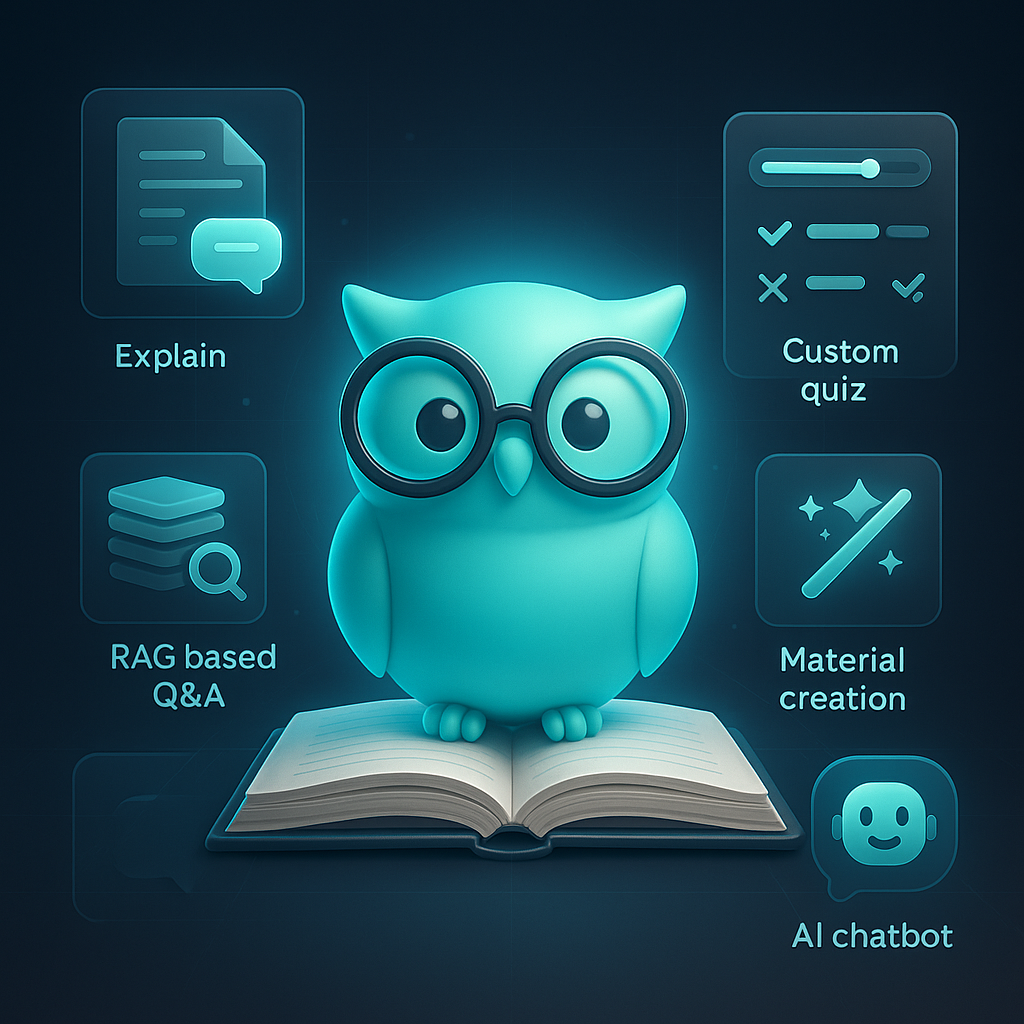 Explain
Custom
quiz
RAG based
Q&A
Material
creation
AI chatbot